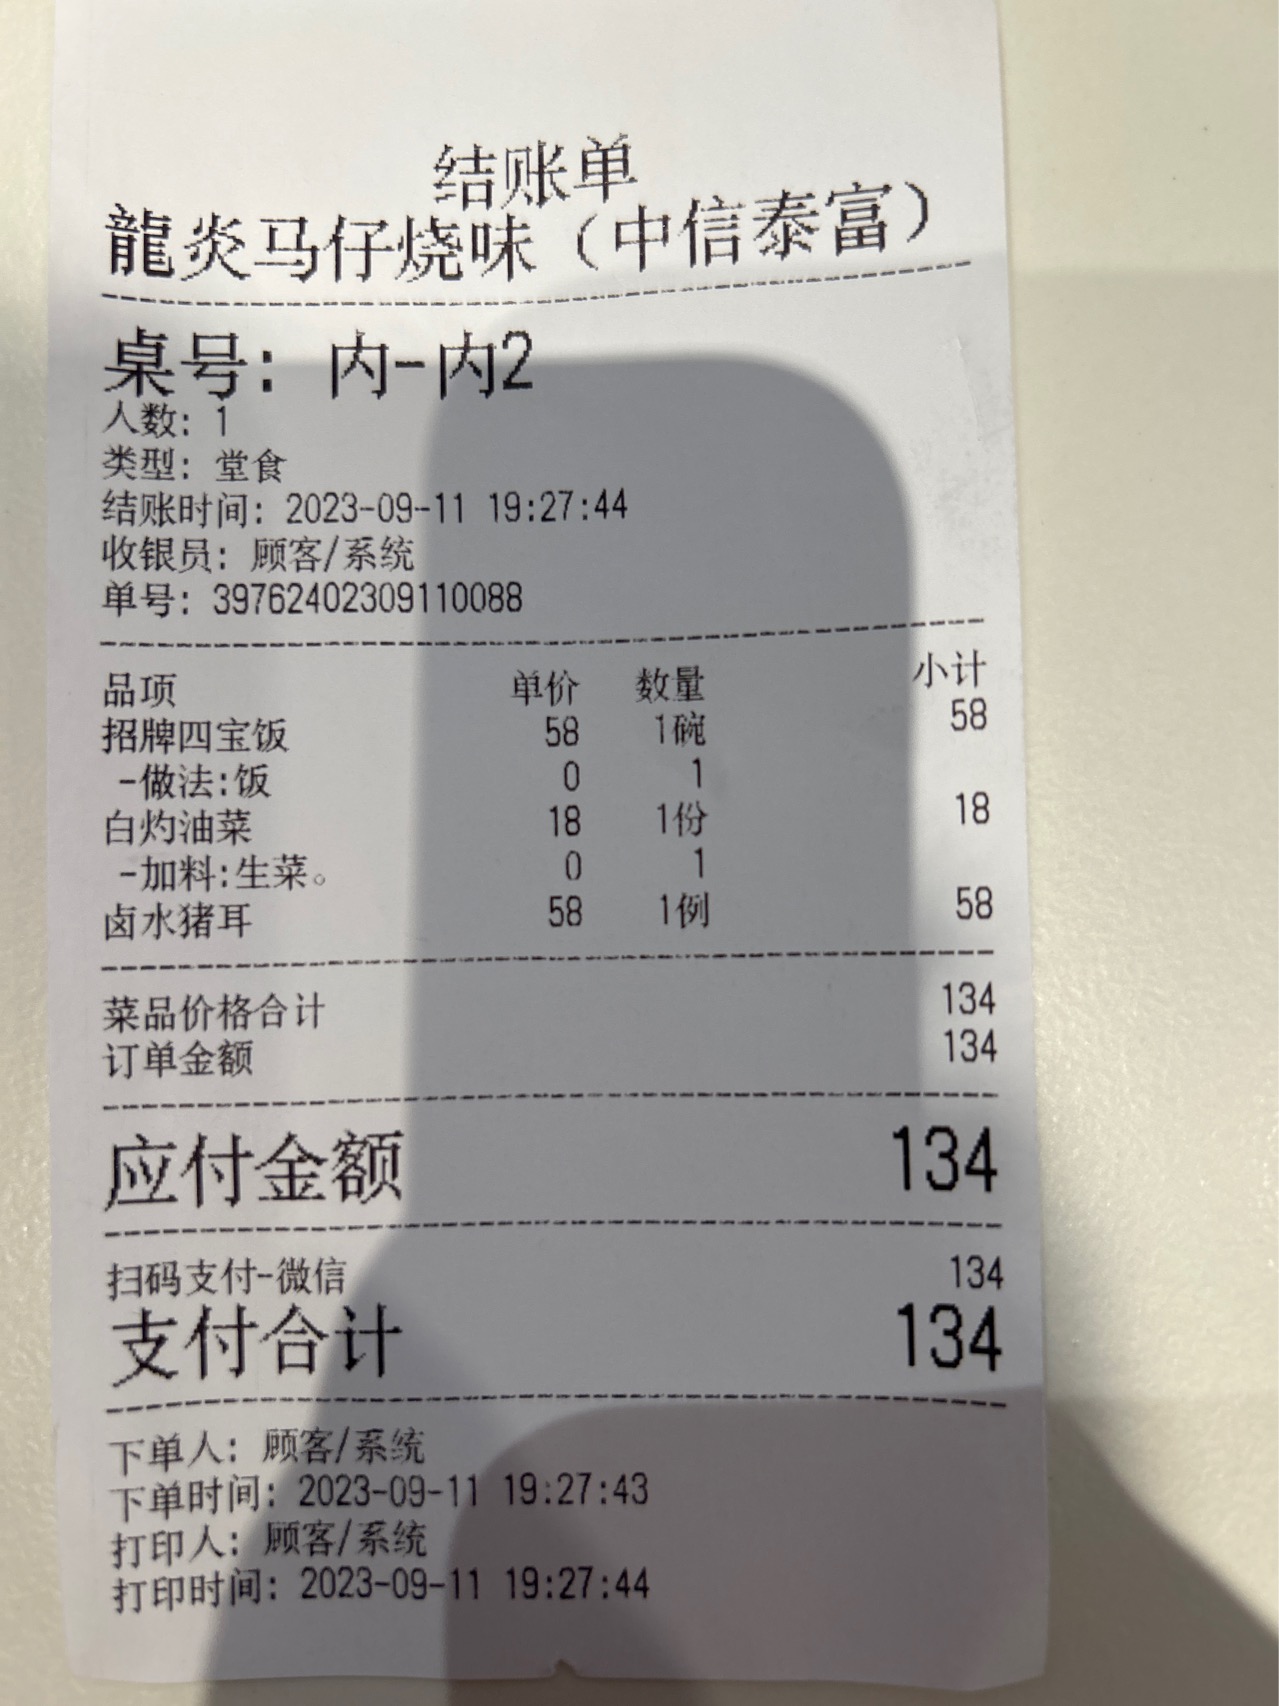 结账单
龍炎马仔烧味（中信泰富）
桌号：内-内2
人数：1
类型：堂食
结账时间：2023-09-11 19:27:44
收银员：顾客/系统
单号：39762402309110088
品项 单价 数量 小计
招牌四宝饭 58 1碗 58
-做法:饭 0 1
白灼油菜 18 1份 18
-加料:生菜。 0 1
卤水猪耳 58 1例 58
菜品价格合计 134
订单金额 134
应付金额 134
扫码支付-微信 134
支付合计 134
下单人：顾客/系统
下单时间：2023-09-11 19:27:43
打印人：顾客/系统
打印时间：2023-09-11 19:27:44